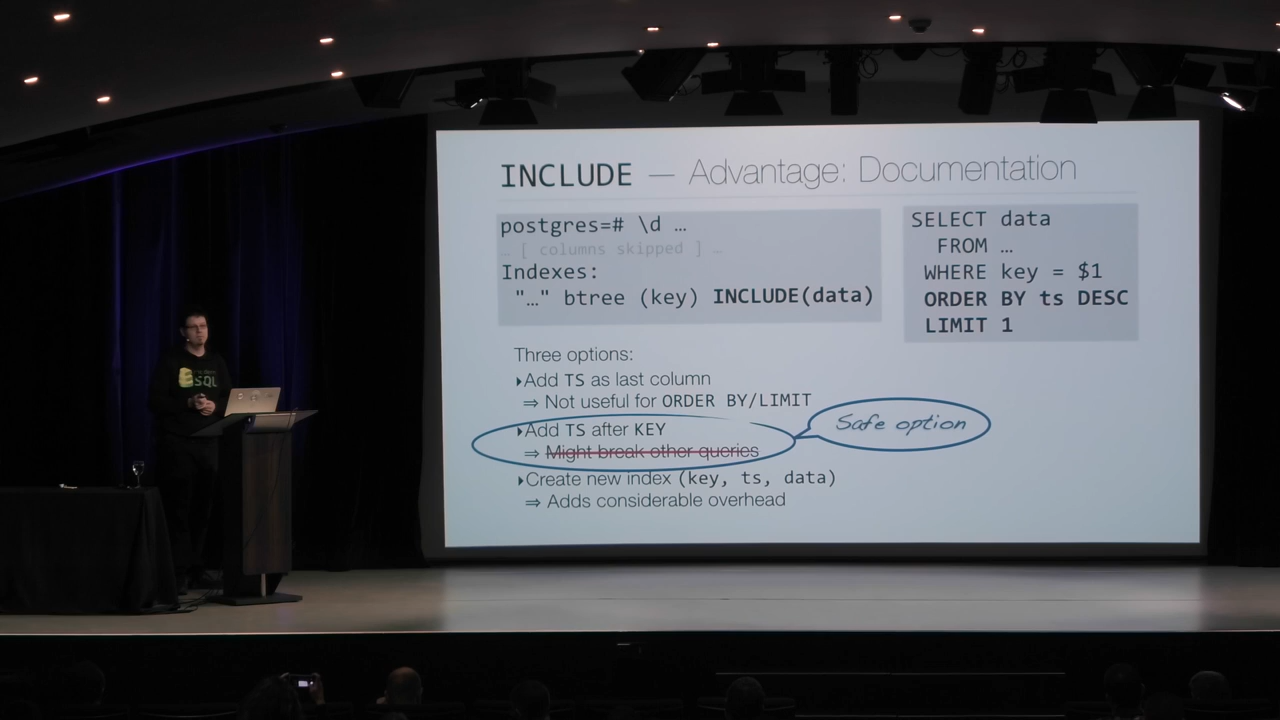 INCLUDE — Advantage: Documentation
postgres=# \d …
… [ columns skipped ] …
Indexes:
"…" btree (key) INCLUDE(data)
SELECT data
FROM …
WHERE key = $1
ORDER BY ts DESC
LIMIT 1
Three options:
‣Add TS as last column
⇒ Not useful for ORDER BY/LIMIT
‣Add TS after KEY
⇒ Might break other queries
Safe option
‣Create new index (key, ts, data)
⇒ Adds considerable overhead
SQL